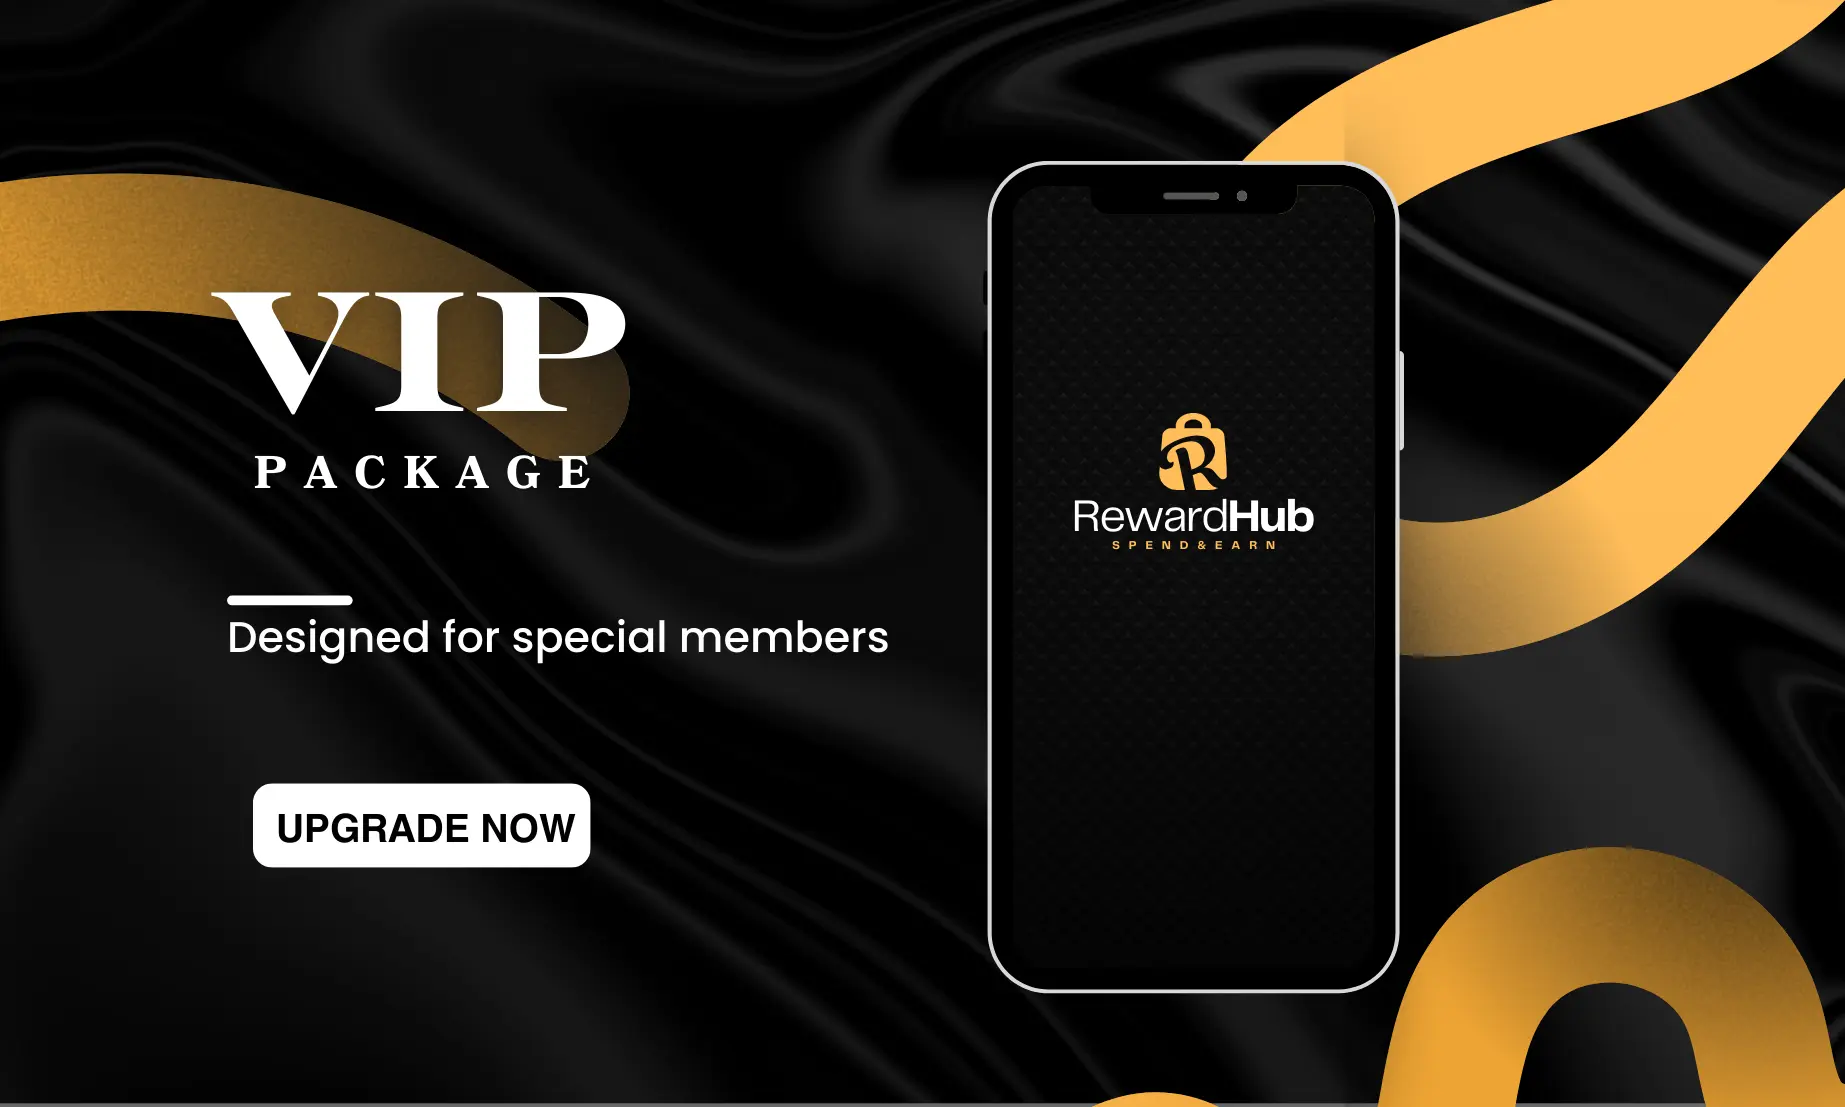 VIP
PACKAGE
Designed for special members
UPGRADE NOW
R
RewardHub
SPEND&EARN